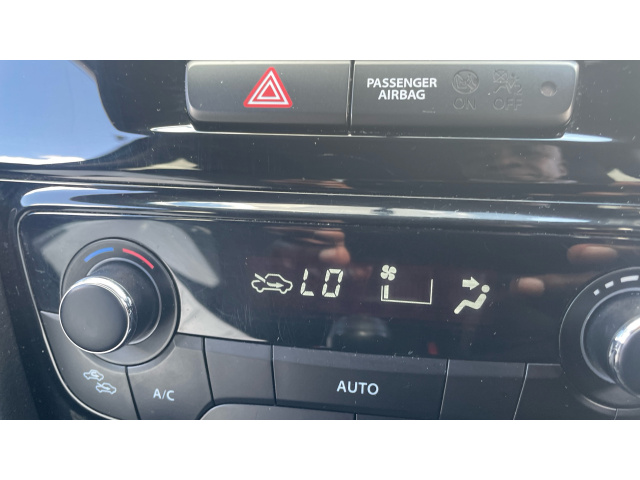 PASSENGER
AIRBAG
ON OFF
LO
A/C
AUTO